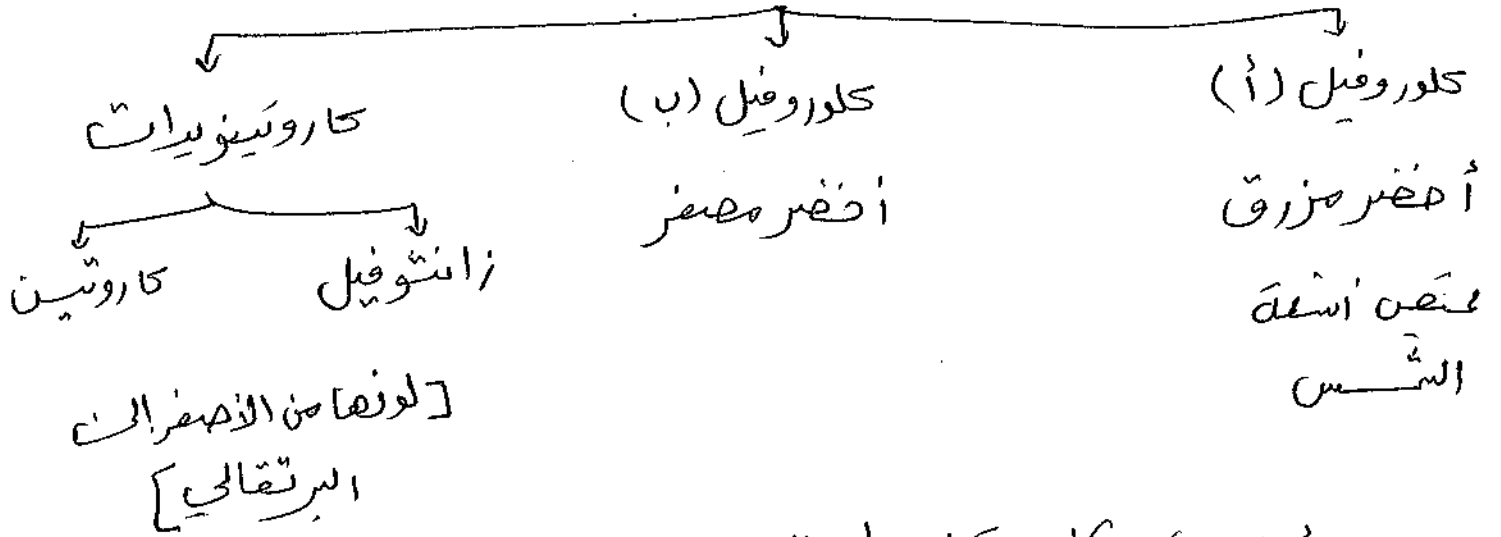 كلوروفيل (أ)
أخضر مزرق
يمتص أشعة
الشمس
كلوروفيل (ب)
أخضر مصفر
كاروتينويدات
زانثوفيل
كاروتين
[لونها من الأصفر إلى
البرتقالي]